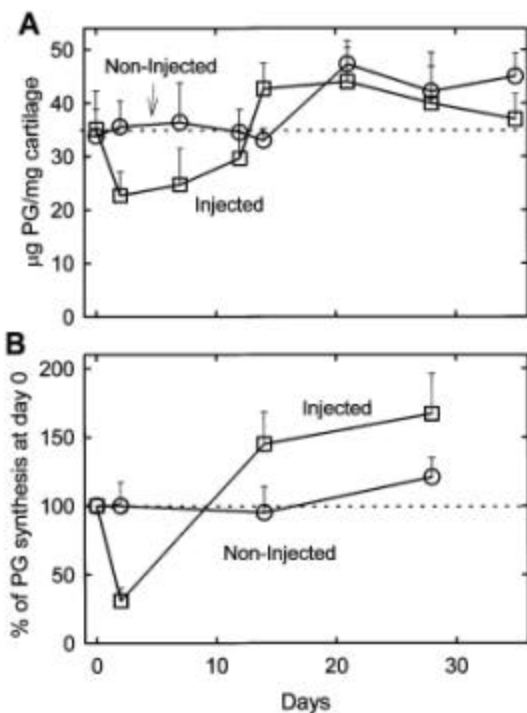 A
50
40
30
20
10
0
µg PG/mg cartilage
Non-Injected
Injected
B
200
150
100
50
0
% of PG synthesis at day 0
Injected
Non-Injected
0 10 20 30
Days